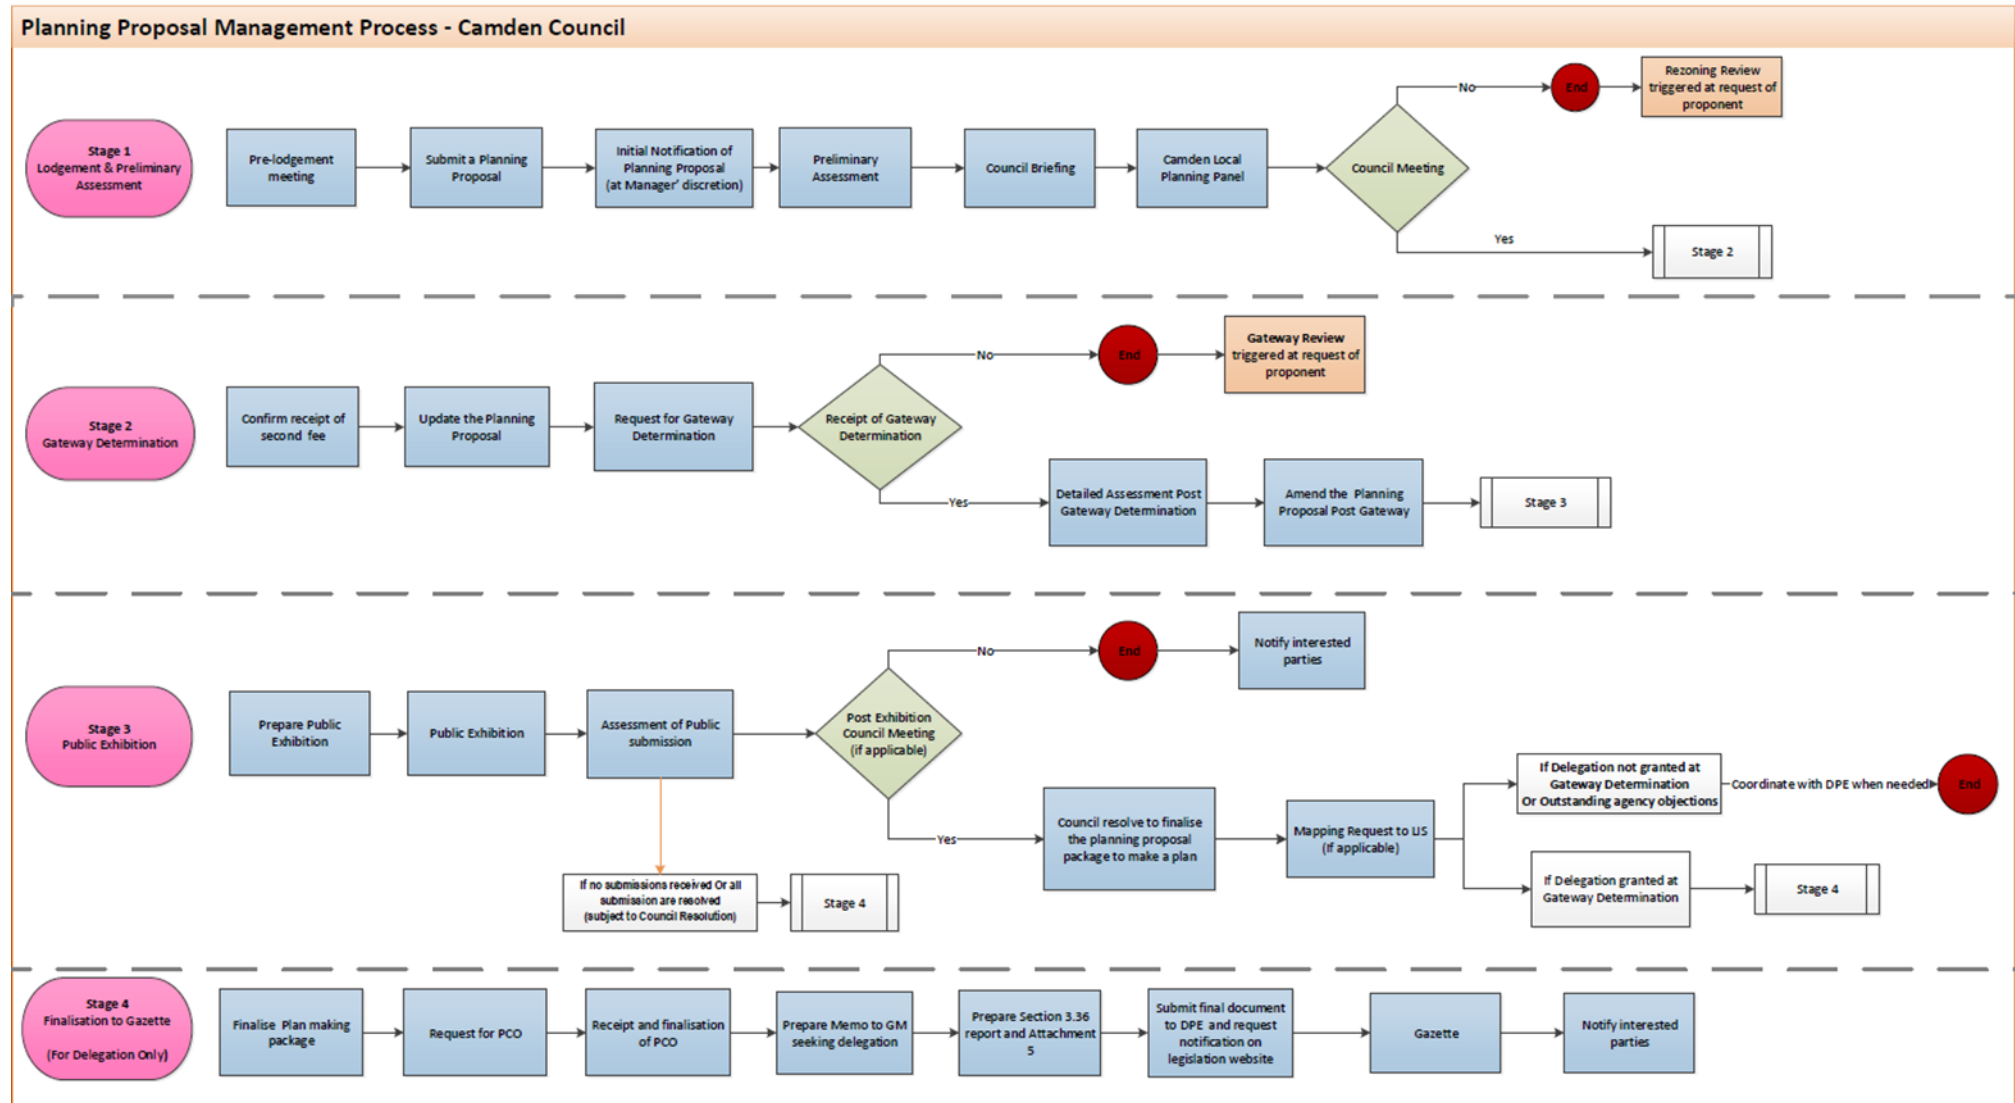 Planning Proposal Management Process - Camden Council
Stage 1
Lodgement & Preliminary
Assessment
Pre-lodgement
meeting
Submit a Planning
Proposal
Initial Notification of
Planning Proposal
(at Manager' discretion)
Preliminary
Assessment
Council Briefing
Camden Local
Planning Panel
Council Meeting
No
End
Rezoning Review
triggered at request of
proponent
Yes
Stage 2
Stage 2
Gateway Determination
Confirm receipt of
second fee
Update the Planning
Proposal
Request for Gateway
Determination
Receipt of Gateway
Determination
No
End
Gateway Review
triggered at request of
proponent
Yes
Detailed Assessment Post
Gateway Determination
Amend the Planning
Proposal Post Gateway
Stage 3
Stage 3
Public Exhibition
Prepare Public
Exhibition
Public Exhibition
Assessment of Public
submission
If no submissions received Or all
submission are resolved
(subject to Council Resolution)
Stage 4
Post Exhibition
Council Meeting
(if applicable)
No
End
Notify interested
parties
Yes
Council resolve to finalise
the planning proposal
package to make a plan
Mapping Request to LIS
(If applicable)
If Delegation not granted at
Gateway Determination
Or Outstanding agency objections
Coordinate with DPE when needed
End
If Delegation granted at
Gateway Determination
Stage 4
Stage 4
Finalisation to Gazette
(For Delegation Only)
Finalise Plan making
package
Request for PCO
Receipt and finalisation
of PCO
Prepare Memo to GM
seeking delegation
Prepare Section 3.36
report and Attachment
5
Submit final document
to DPE and request
notification on
legislation website
Gazette
Notify interested
parties